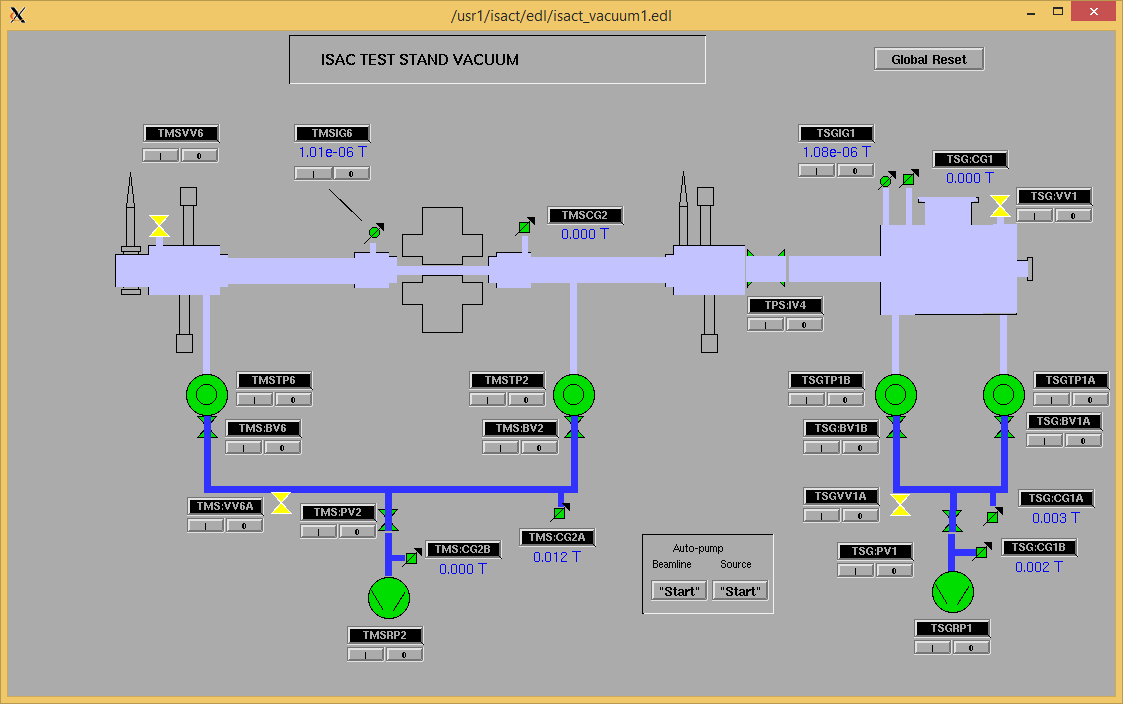 /usr1/isact/edl/isact_vacuum1.edl
ISAC TEST STAND VACUUM
Global Reset
TMSVV6
I 0
TMSIG6
1.01e-06 T
I 0
TSGIG1
1.08e-06 T
I 0
TSG:CG1
0.000 T
TSG:VV1
I 0
TMSCG2
0.000 T
TPS:IV4
I 0
TMSTP6
I 0
TMS:BV6
I 0
TMSTP2
I 0
TMS:BV2
I 0
TSGTP1B
I 0
TSG:BV1B
I 0
TSGTP1A
I 0
TSG:BV1A
I 0
TMS:VV6A
I 0
TMS:PV2
I 0
TMS:CG2A
0.012 T
TMS:CG2B
0.000 T
TMSRP2
I 0
Auto-pump
Beamline Source
"Start" "Start"
TSGVV1A
I 0
TSG:CG1A
0.003 T
TSG:PV1
I 0
TSG:CG1B
0.002 T
TSGRP1
I 0